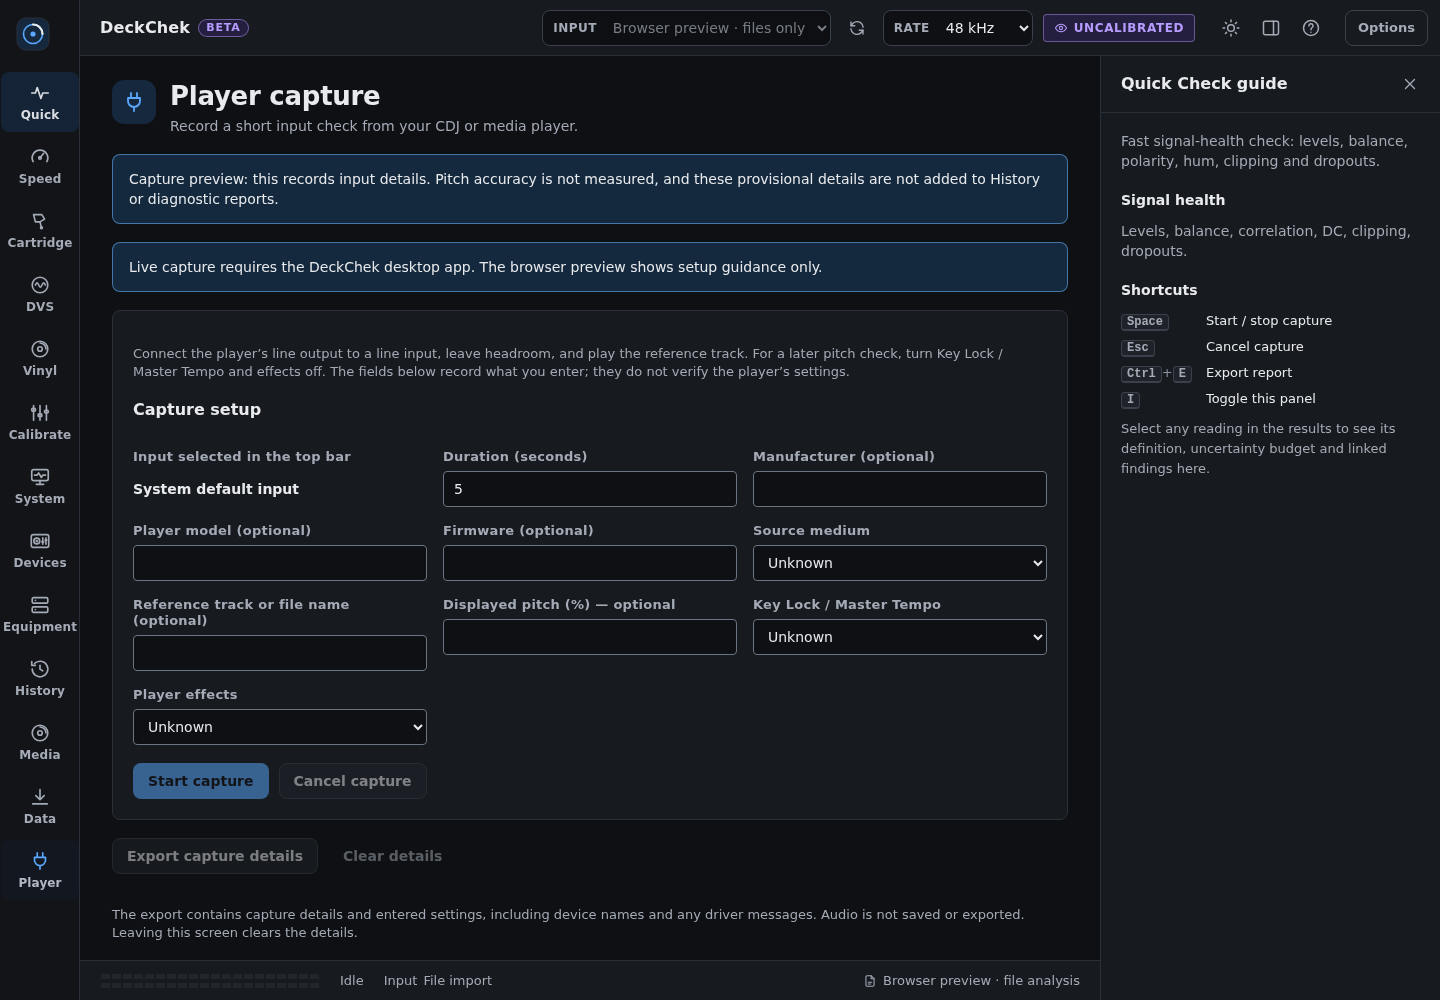 DeckChek BETA
INPUT Browser preview · files only
RATE 48 kHz
UNCALIBRATED
Options
Quick
Speed
Cartridge
DVS
Vinyl
Calibrate
System
Devices
Equipment
History
Media
Data
Player
Player capture
Record a short input check from your CDJ or media player.
Capture preview: this records input details. Pitch accuracy is not measured, and these provisional details are not added to History
or diagnostic reports.
Live capture requires the DeckChek desktop app. The browser preview shows setup guidance only.
Connect the player’s line output to a line input, leave headroom, and play the reference track. For a later pitch check, turn Key Lock /
Master Tempo and effects off. The fields below record what you enter; they do not verify the player’s settings.
Capture setup
Input selected in the top bar
System default input
Duration (seconds)
5
Manufacturer (optional)
Player model (optional)
Firmware (optional)
Source medium
Unknown
Reference track or file name
(optional)
Displayed pitch (%) — optional
Key Lock / Master Tempo
Unknown
Player effects
Unknown
Start capture
Cancel capture
Export capture details
Clear details
The export contains capture details and entered settings, including device names and any driver messages. Audio is not saved or exported.
Leaving this screen clears the details.
Idle
Input File import
Browser preview · file analysis
Quick Check guide
Fast signal-health check: levels, balance,
polarity, hum, clipping and dropouts.
Signal health
Levels, balance, correlation, DC, clipping,
dropouts.
Shortcuts
Space Start / stop capture
Esc Cancel capture
Ctrl+E Export report
I Toggle this panel
Select any reading in the results to see its
definition, uncertainty budget and linked
findings here.